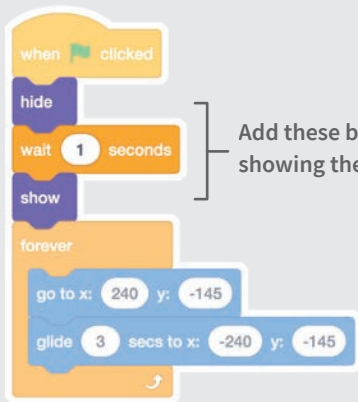 when clicked
hide
wait 1 seconds
show
Add these b
showing the
forever
go to x: 240 y: -145
glide 3 secs to x: -240 y: -145